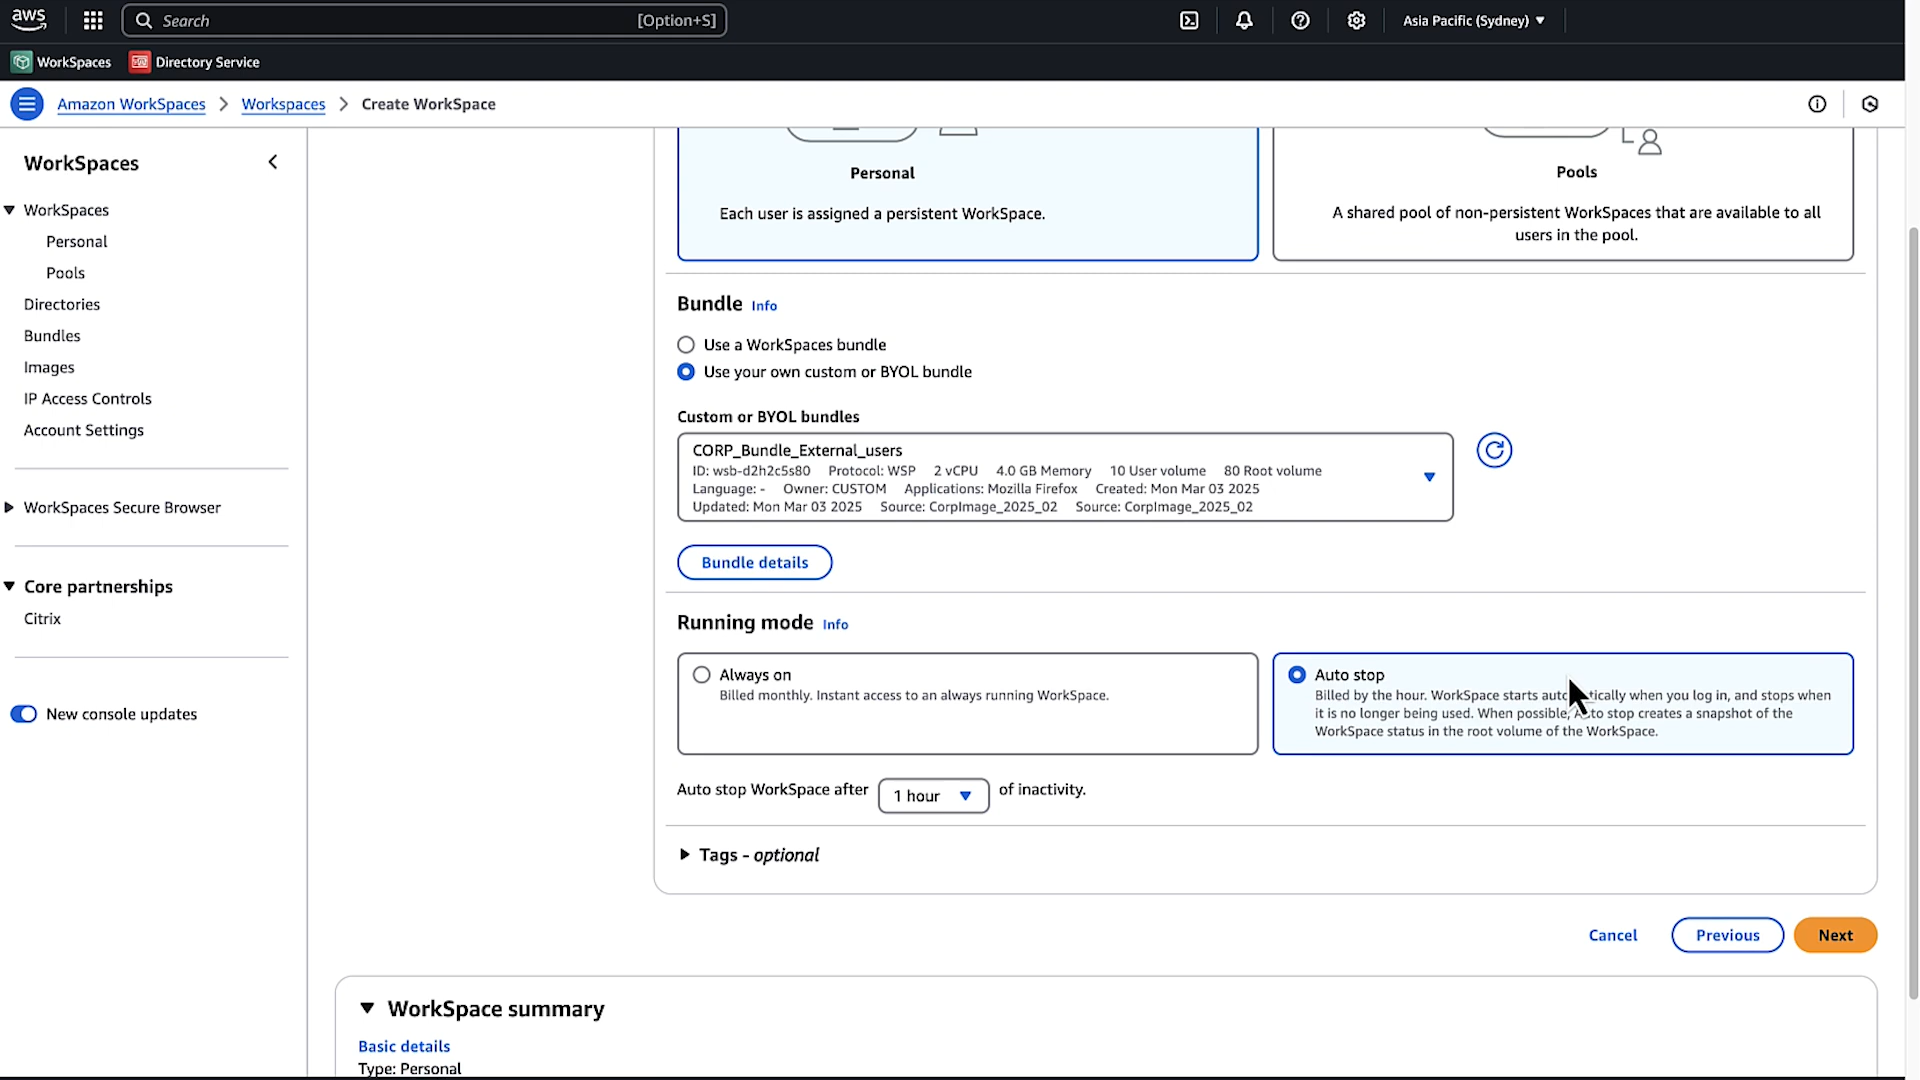 aws
Search
[Option+S]
Asia Pacific (Sydney)
WorkSpaces
Directory Service
Amazon WorkSpaces
Workspaces
Create WorkSpace
WorkSpaces
WorkSpaces
Personal
Pools
Directories
Bundles
Images
IP Access Controls
Account Settings
WorkSpaces Secure Browser
Core partnerships
Citrix
New console updates
Personal
Each user is assigned a persistent WorkSpace.
Pools
A shared pool of non-persistent WorkSpaces that are available to all
users in the pool.
Bundle Info
Use a WorkSpaces bundle
Use your own custom or BYOL bundle
Custom or BYOL bundles
CORP_Bundle_External_users
ID: wsb-d2h2c5s80 Protocol: WSP 2 vCPU 4.0 GB Memory 10 User volume 80 Root volume
Language: - Owner: CUSTOM Applications: Mozilla Firefox Created: Mon Mar 03 2025
Updated: Mon Mar 03 2025 Source: CorpImage_2025_02 Source: CorpImage_2025_02
Bundle details
Running mode Info
Always on
Billed monthly. Instant access to an always running WorkSpace.
Auto stop
Billed by the hour. WorkSpace starts automatically when you log in, and stops when
it is no longer being used. When possible, Auto stop creates a snapshot of the
WorkSpace status in the root volume of the WorkSpace.
Auto stop WorkSpace after 1 hour of inactivity.
Tags - optional
Cancel
Previous
Next
WorkSpace summary
Basic details
Type: Personal